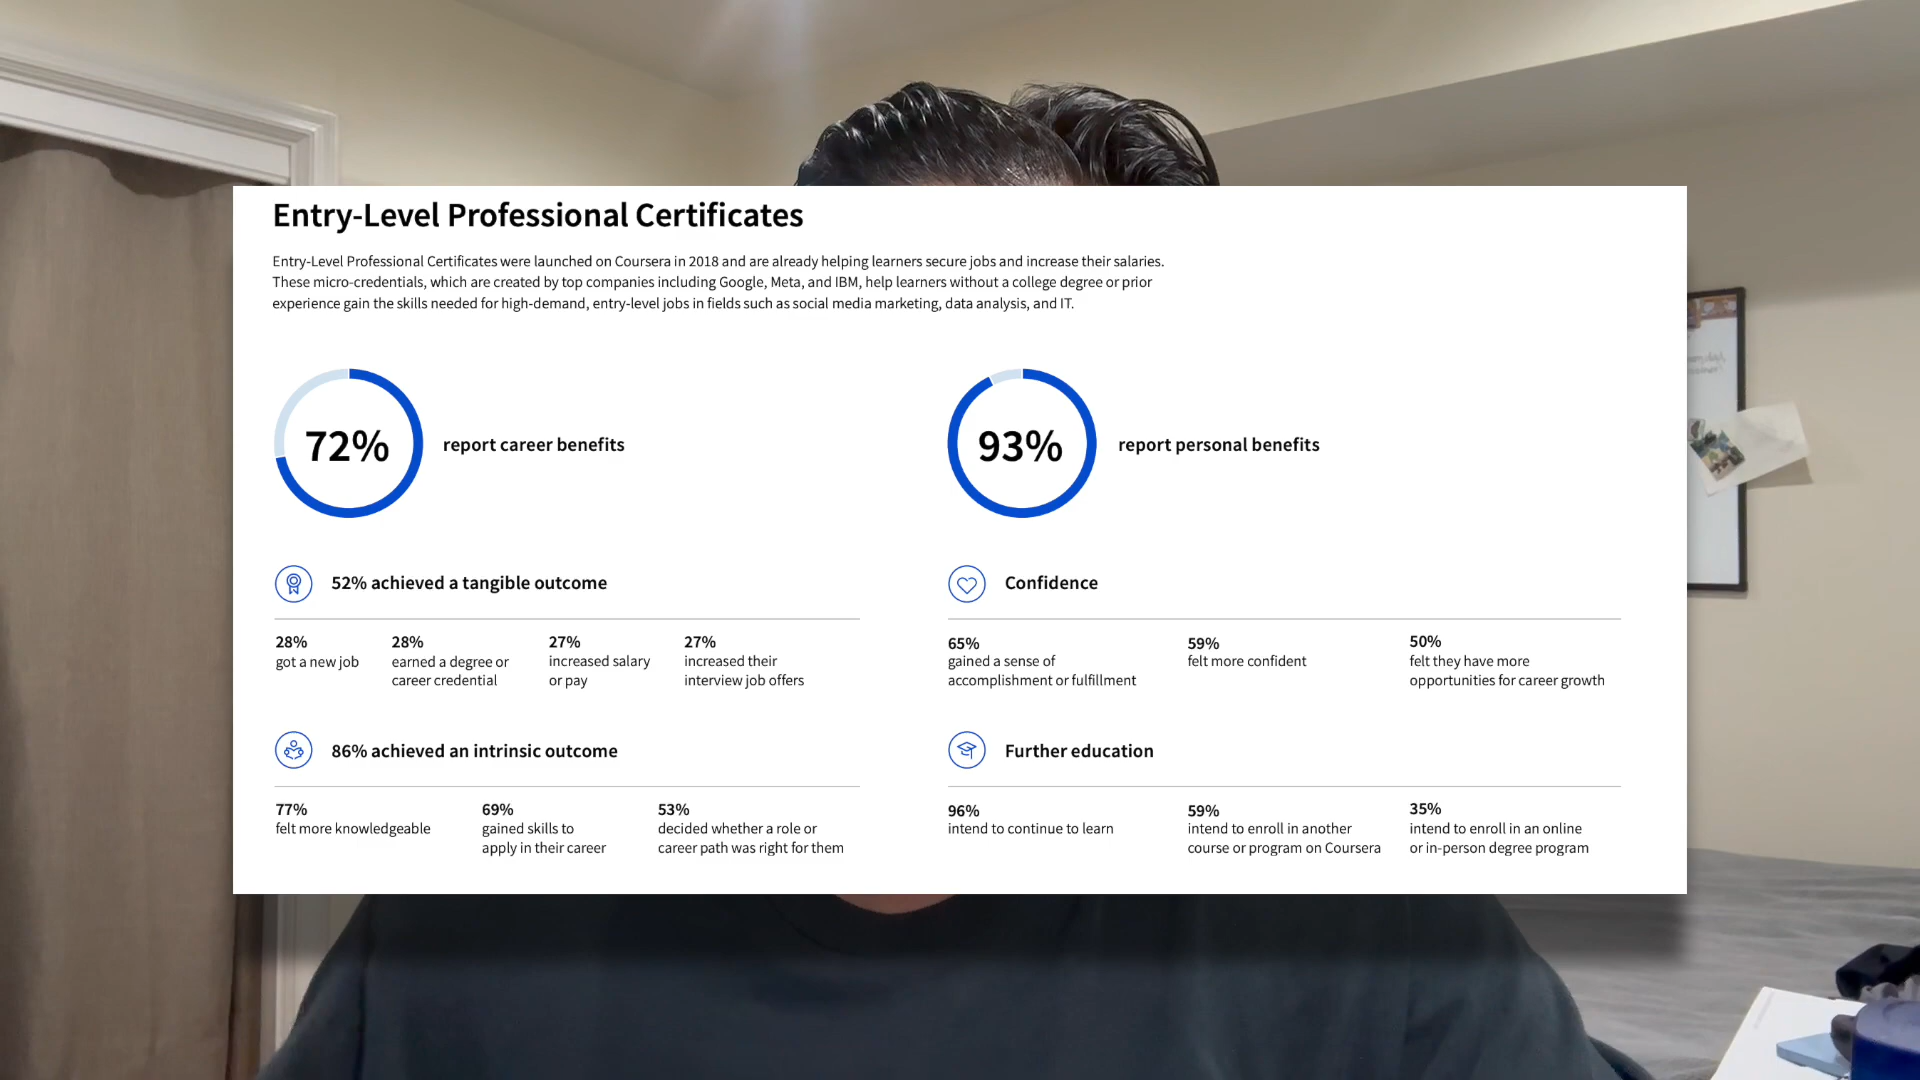 Entry-Level Professional Certificates
Entry-Level Professional Certificates were launched on Coursera in 2018 and are already helping learners secure jobs and increase their salaries.
These micro-credentials, which are created by top companies including Google, Meta, and IBM, help learners without a college degree or prior
experience gain the skills needed for high-demand, entry-level jobs in fields such as social media marketing, data analysis, and IT.
72%
report career benefits
52% achieved a tangible outcome
28%
got a new job
28%
earned a degree or
career credential
27%
increased salary
or pay
27%
increased their
interview job offers
86% achieved an intrinsic outcome
77%
felt more knowledgeable
69%
gained skills to
apply in their career
53%
decided whether a role or
career path was right for them
93%
report personal benefits
Confidence
65%
gained a sense of
accomplishment or fulfillment
59%
felt more confident
50%
felt they have more
opportunities for career growth
Further education
96%
intend to continue to learn
59%
intend to enroll in another
course or program on Coursera
35%
intend to enroll in an online
or in-person degree program